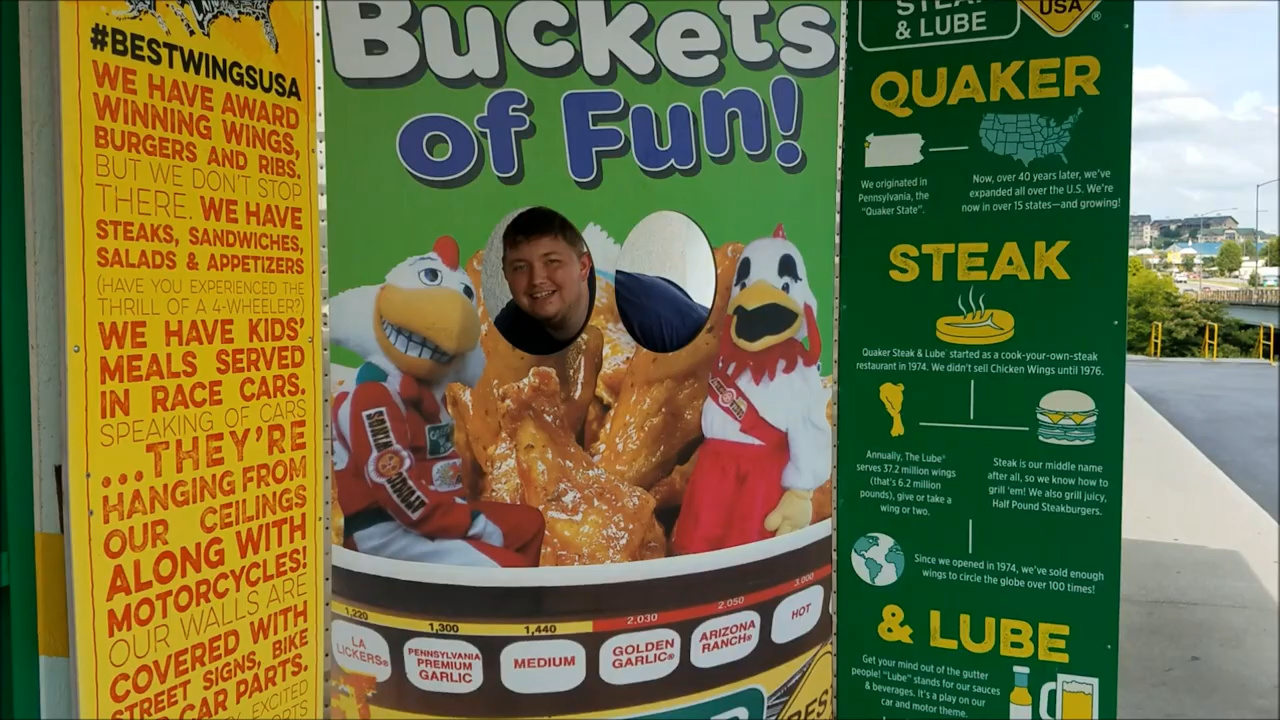 #BESTWINGSUSA
WE HAVE AWARD
WINNING WINGS,
BURGERS AND RIBS.
BUT WE DON'T STOP
THERE. WE HAVE
STEAKS, SANDWICHES,
SALADS & APPETIZERS
(HAVE YOU EXPERIENCED THE
THRILL OF A 4-WHEELER?)
WE HAVE KIDS'
MEALS SERVED
IN RACE CARS.
SPEAKING OF CARS
...THEY'RE
HANGING FROM
OUR CEILINGS
ALONG WITH
MOTORCYCLES!
OUR WALLS ARE
COVERED WITH
STREET SIGNS, BIKE
CAR PARTS.
EXCITED
Buckets
of Fun!
1,220
1,300
1,440
2,030
2,050
3,000
LA
LICKERS®
PENNSYLVANIA
PREMIUM
GARLIC
MEDIUM
GOLDEN
GARLIC®
ARIZONA
RANCH®
HOT
BEST
STEAK
& LUBE
USA
®
QUAKER
We originated in
Pennsylvania, the
"Quaker State".
Now, over 40 years later, we've
expanded all over the U.S. We're
now in over 15 states—and growing!
STEAK
Quaker Steak & Lube® started as a cook-your-own-steak
restaurant in 1974. We didn't sell Chicken Wings until 1976.
Annually, The Lube®
serves 37.2 million wings
(that's 6.2 million
pounds), give or take a
wing or two.
Steak is our middle name
after all, so we know how to
grill 'em! We also grill juicy,
Half Pound Steakburgers.
Since we opened in 1974, we've sold enough
wings to circle the globe over 100 times!
& LUBE
Get your mind out of the gutter
people! "Lube" stands for our sauces
& beverages. It's a play on our
car and motor theme.